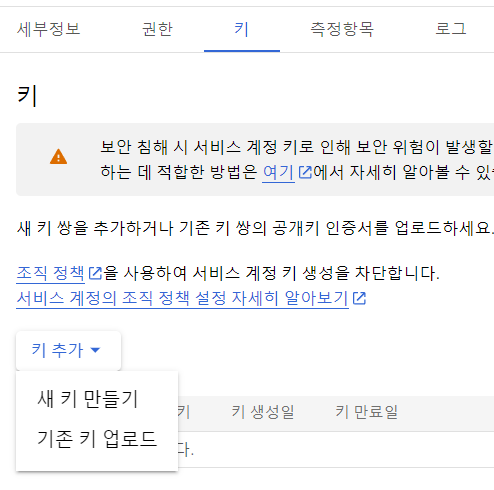 세부정보 권한 키 측정항목 로그
키
보안 침해 시 서비스 계정 키로 인해 보안 위험이 발생할
하는 데 적합한 방법은 여기에서 자세히 알아볼 수 있
새 키 쌍을 추가하거나 기존 키 쌍의 공개키 인증서를 업로드하세요.
조직 정책을 사용하여 서비스 계정 키 생성을 차단합니다.
서비스 계정의 조직 정책 설정 자세히 알아보기
키 추가
새 키 만들기
키 키 생성일 키 만료일
기존 키 업로드
다.